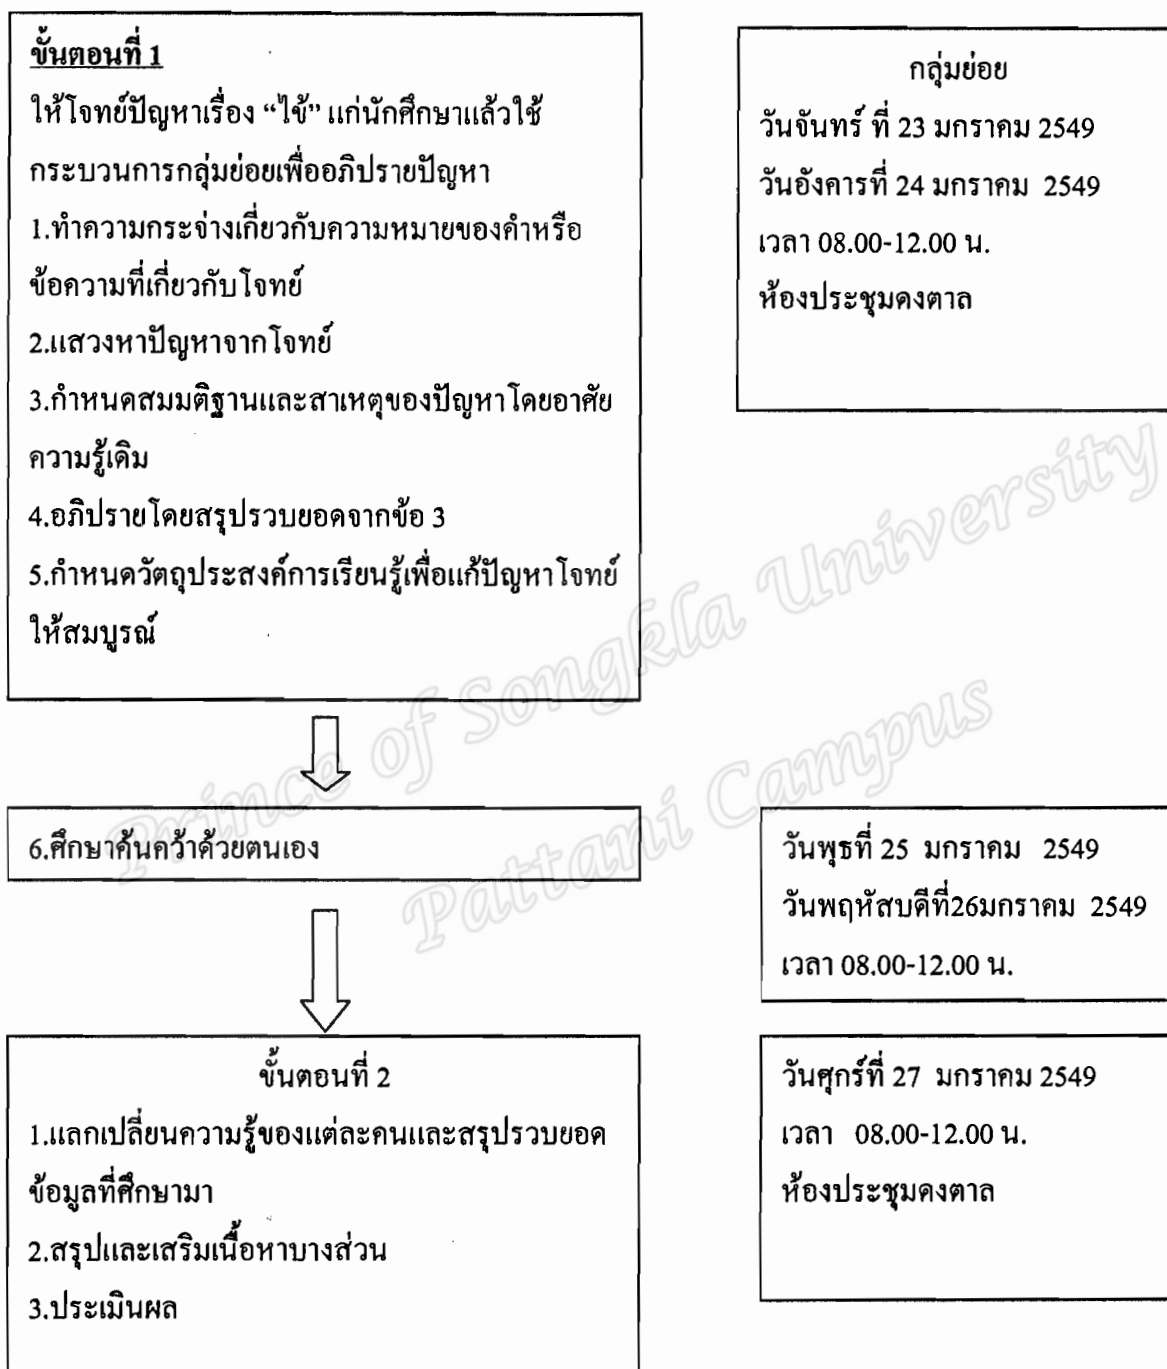 ขั้นตอนที่ 1
ให้โจทย์ปัญหาเรื่อง “ไข้” แก่นักศึกษาแล้วใช้
กระบวนการกลุ่มย่อยเพื่ออภิปรายปัญหา
1.ทำความกระจ่างเกี่ยวกับความหมายของคำหรือ
ข้อความที่เกี่ยวกับโจทย์
2.แสวงหาปัญหาจากโจทย์
3.กำหนดสมมติฐานและสาเหตุของปัญหาโดยอาศัย
ความรู้เดิม
4.อภิปรายโดยสรุปรวบยอดจากข้อ 3
5.กำหนดวัตถุประสงค์การเรียนรู้เพื่อแก้ปัญหาโจทย์
ให้สมบูรณ์
กลุ่มย่อย
วันจันทร์ ที่ 23 มกราคม 2549
วันอังคารที่ 24 มกราคม 2549
เวลา 08.00-12.00 น.
ห้องประชุมดงตาล
6.ศึกษาค้นคว้าด้วยตนเอง
วันพุธที่ 25 มกราคม 2549
วันพฤหัสบดีที่26มกราคม 2549
เวลา 08.00-12.00 น.
ขั้นตอนที่ 2
1.แลกเปลี่ยนความรู้ของแต่ละคนและสรุปรวบยอด
ข้อมูลที่ศึกษามา
2.สรุปและเสริมเนื้อหาบางส่วน
3.ประเมินผล
วันศุกร์ที่ 27 มกราคม 2549
เวลา 08.00-12.00 น.
ห้องประชุมดงตาล
Prince of Songkla University
Pattani Campus